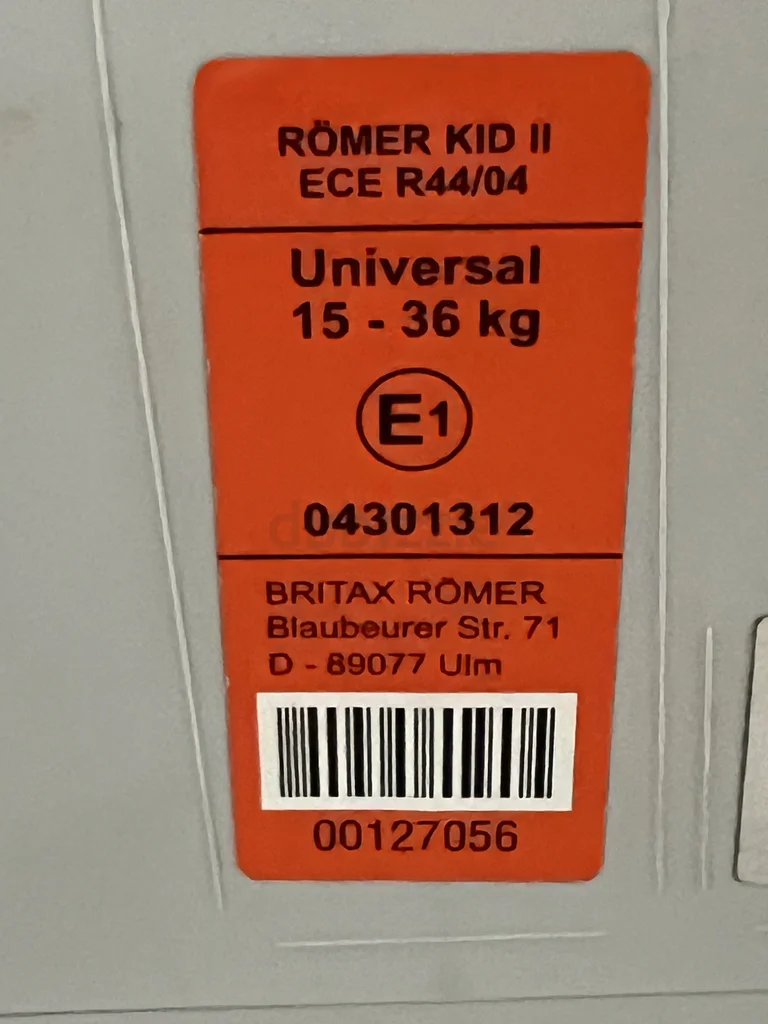 RÖMER KID II
ECE R44/04
Universal
15 - 36 kg
E1
04301312
BRITAX RÖMER
Blaubeurer Str. 71
D - 89077 Ulm
00127056